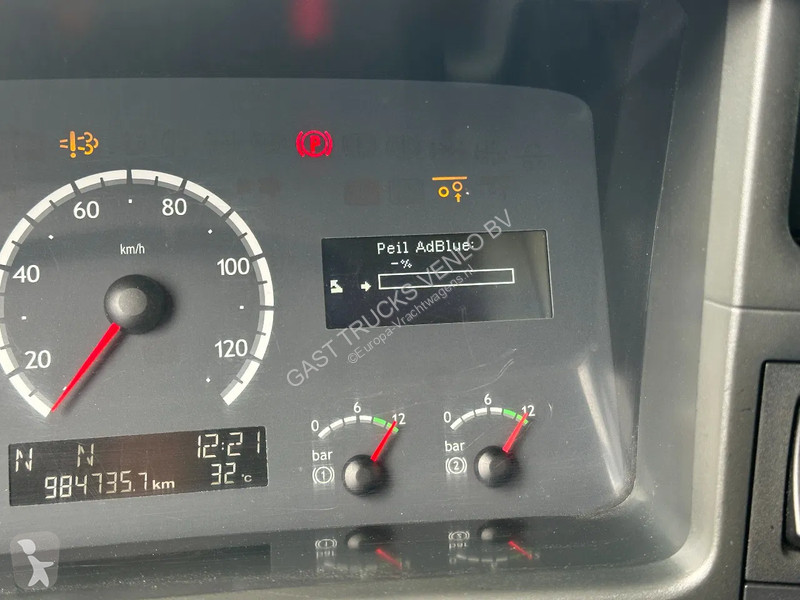 P
60 80
km/h
40 100
20 120
Peil AdBlue:
-%
GAST TRUCKS VENLO BV
©Europa-Vrachtwagens.nl
0 6 12
bar
1
0 6 12
bar
2
N N 12:21
984735.7 km 32 °C